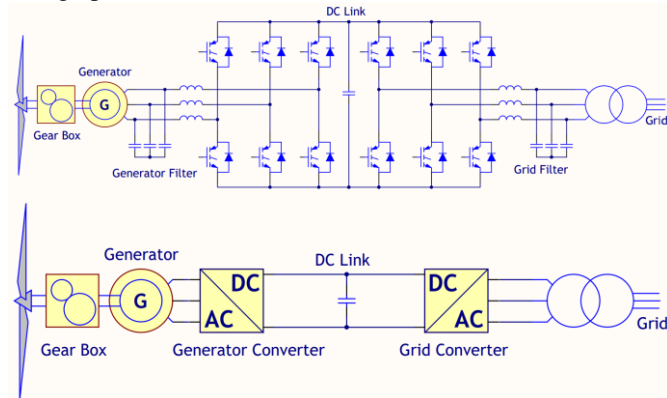 DC Link
Generator
G
Gear Box
Generator Filter
Grid Filter
Grid
Generator
DC Link
G
DC
AC
DC
AC
Grid
Gear Box
Generator Converter
Grid Converter